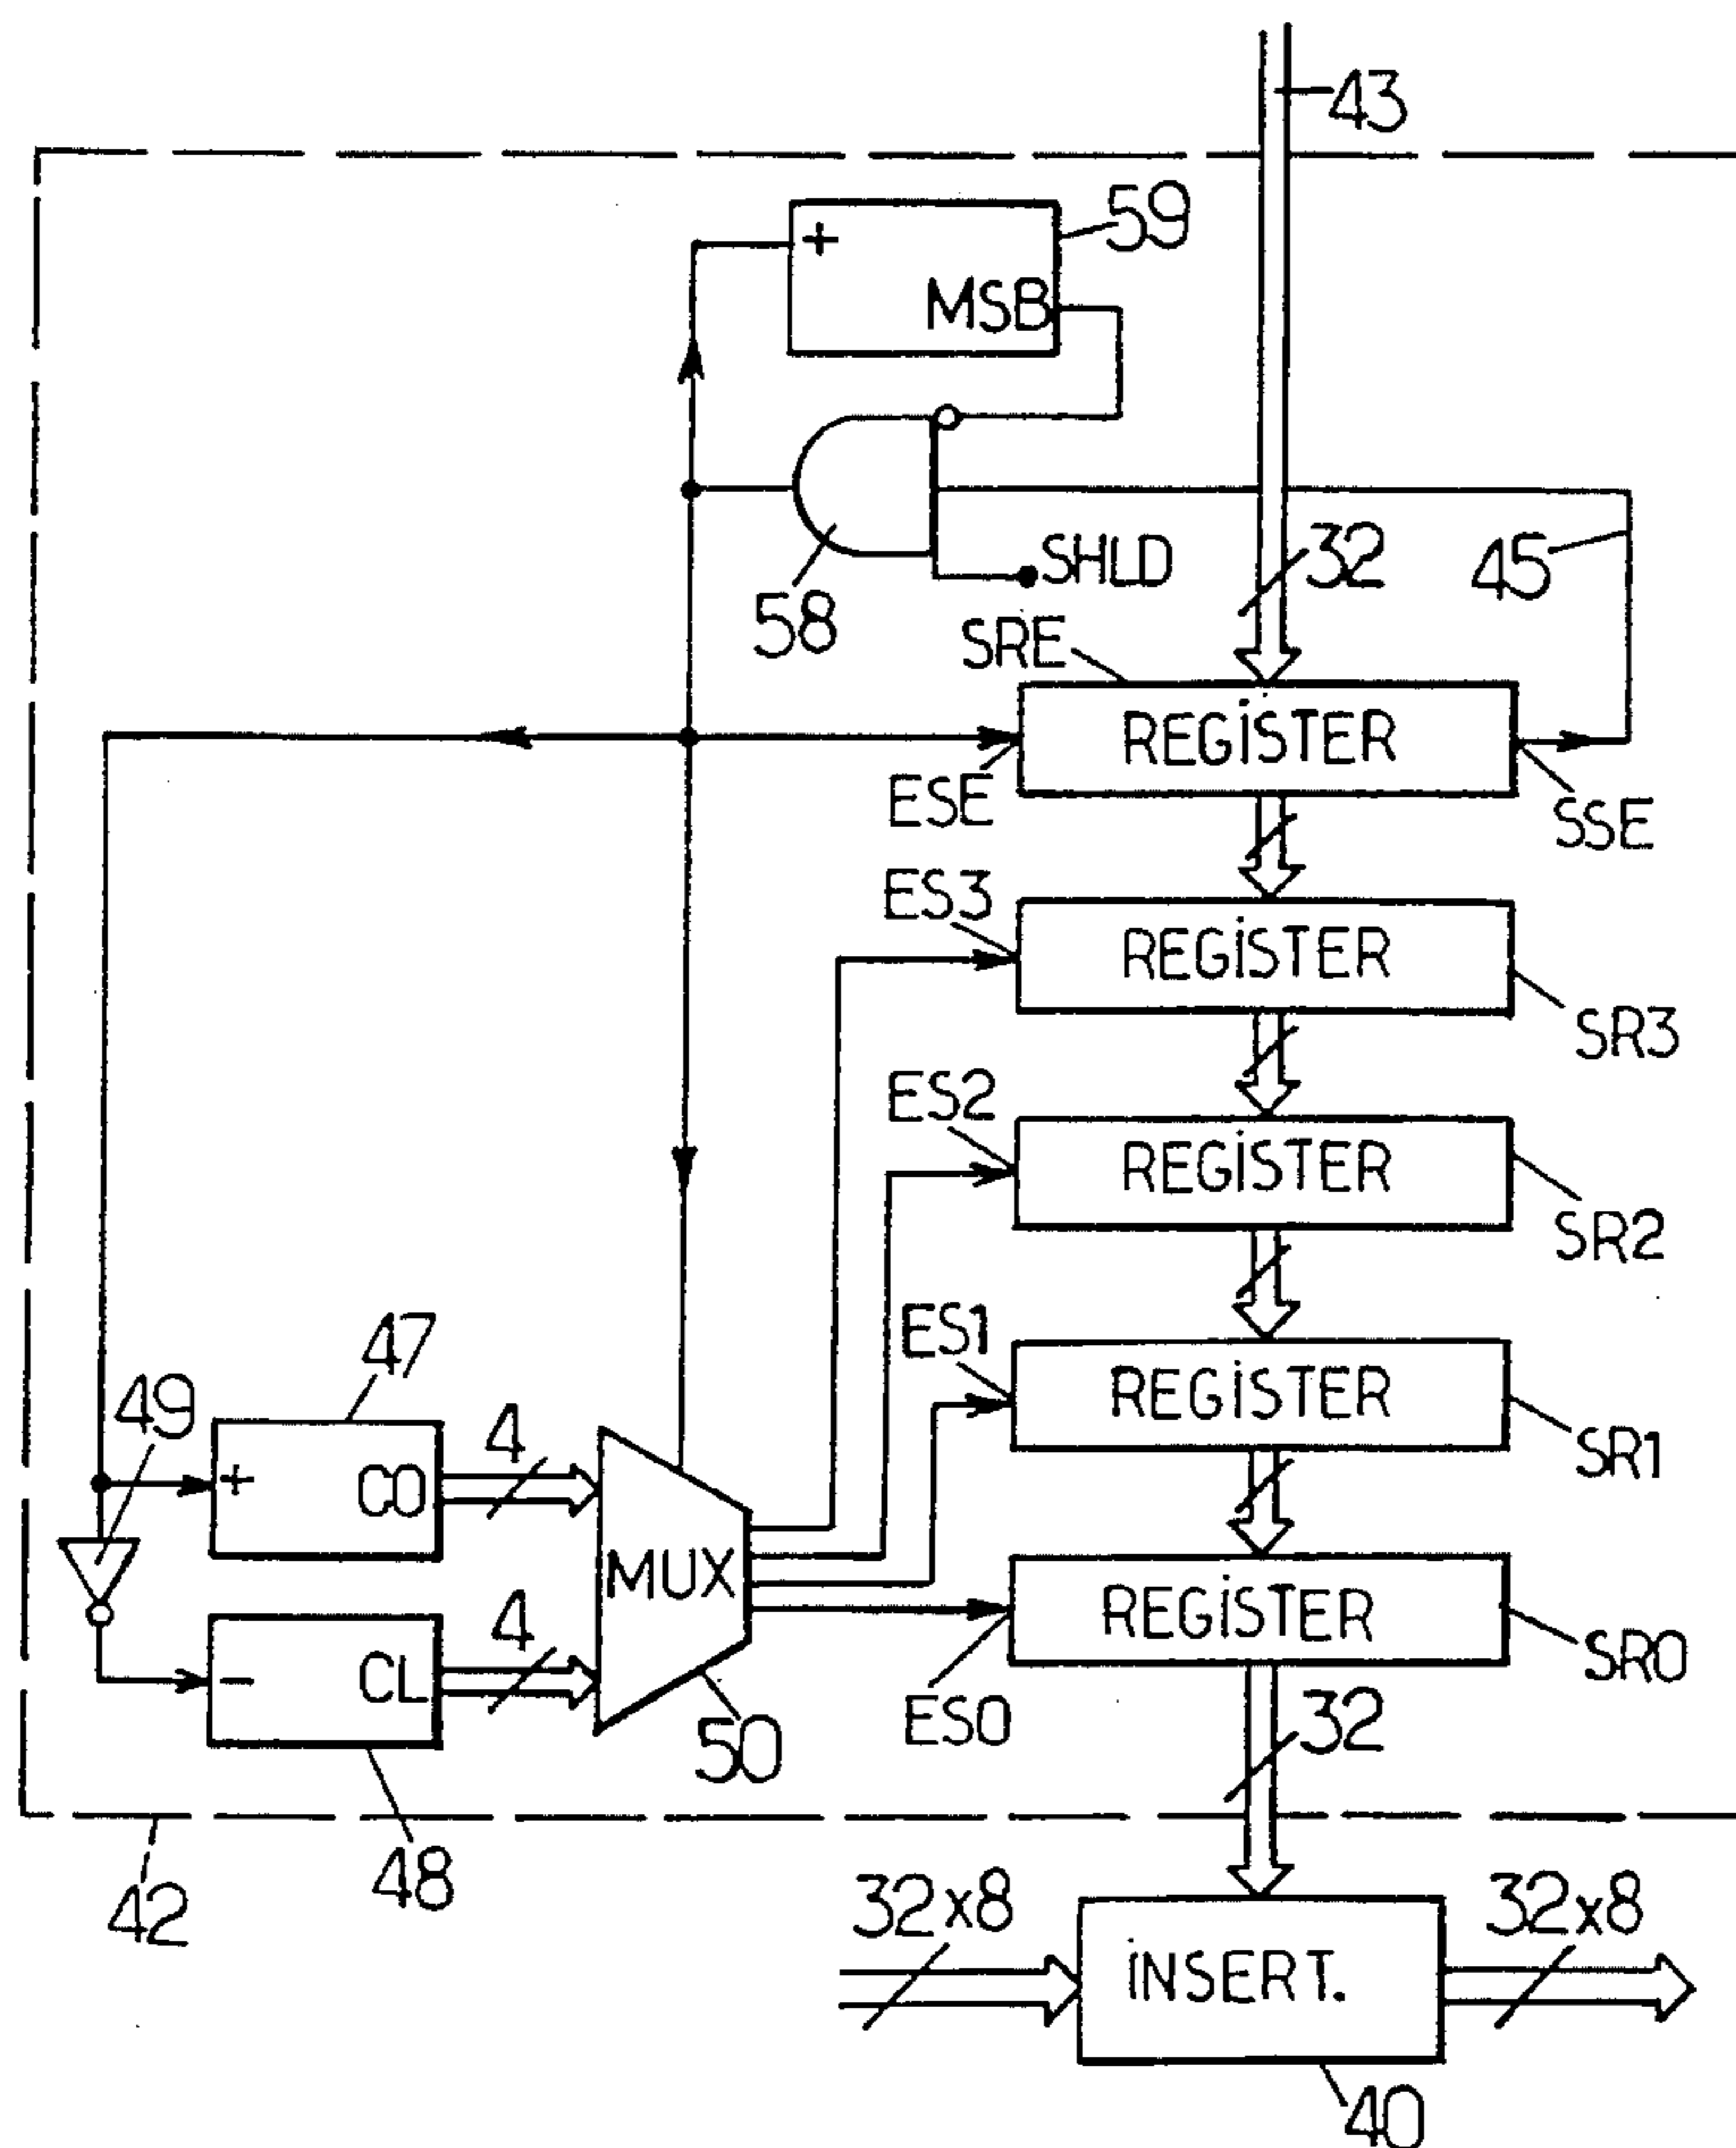 43
59
+
MSB
SHLD
32
45
58
SRE
REGİSTER
ESE
SSE
ES3
REGİSTER
SR3
ES2
REGİSTER
SR2
ES1
REGİSTER
SR1
47
49
4
+
CO
MUX
REGİSTER
SR0
4
-
CL
ES0
50
32
48
42
32x8
32x8
İNSERT.
40